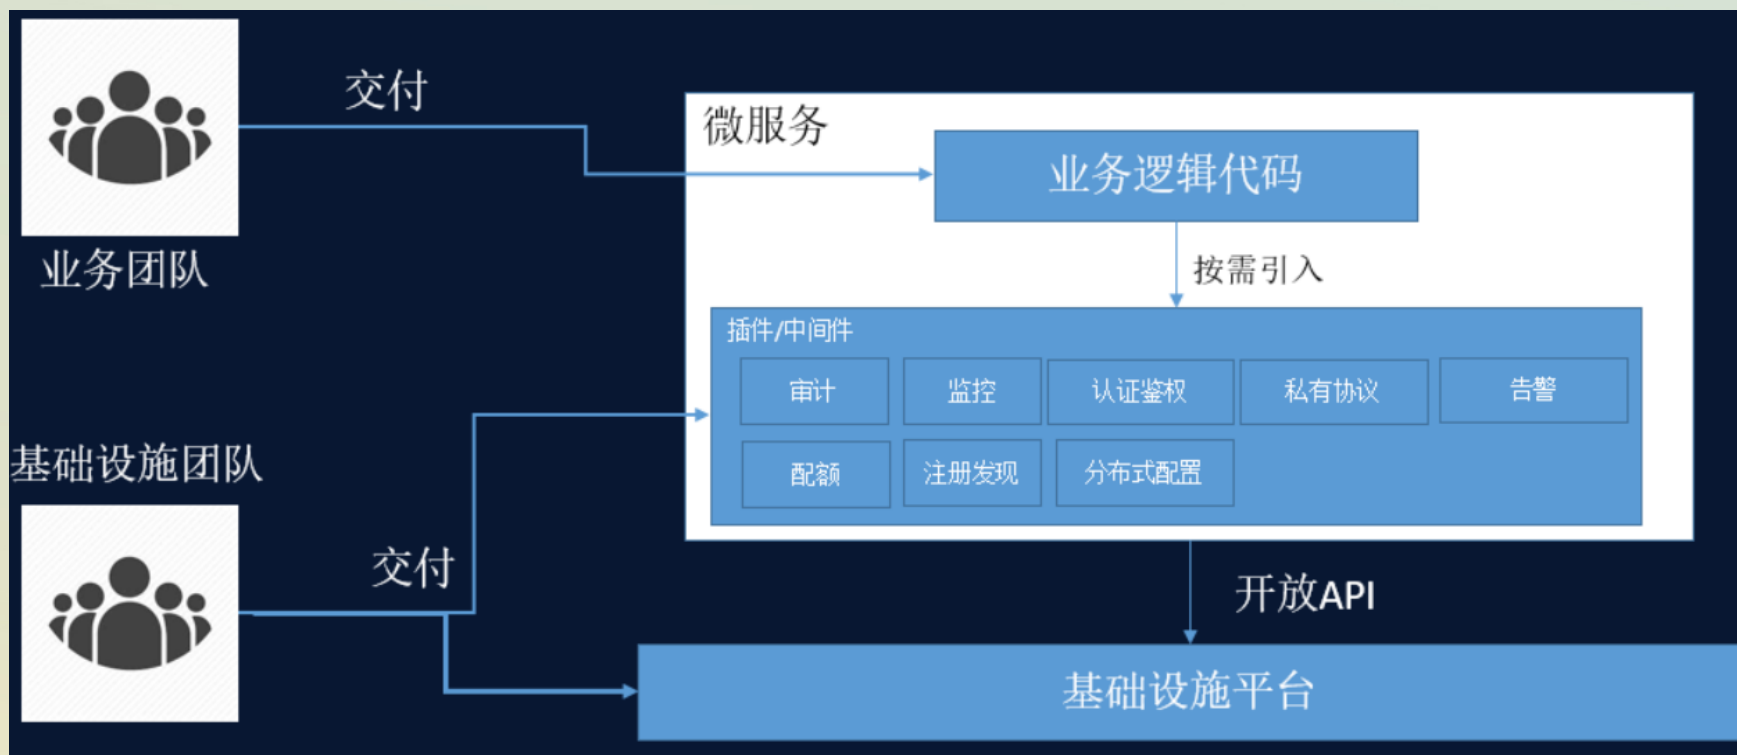 交付
微服务
业务逻辑代码
业务团队
按需引入
插件/中间件
审计
监控
认证鉴权
私有协议
告警
配额
注册发现
分布式配置
基础设施团队
交付
开放API
基础设施平台